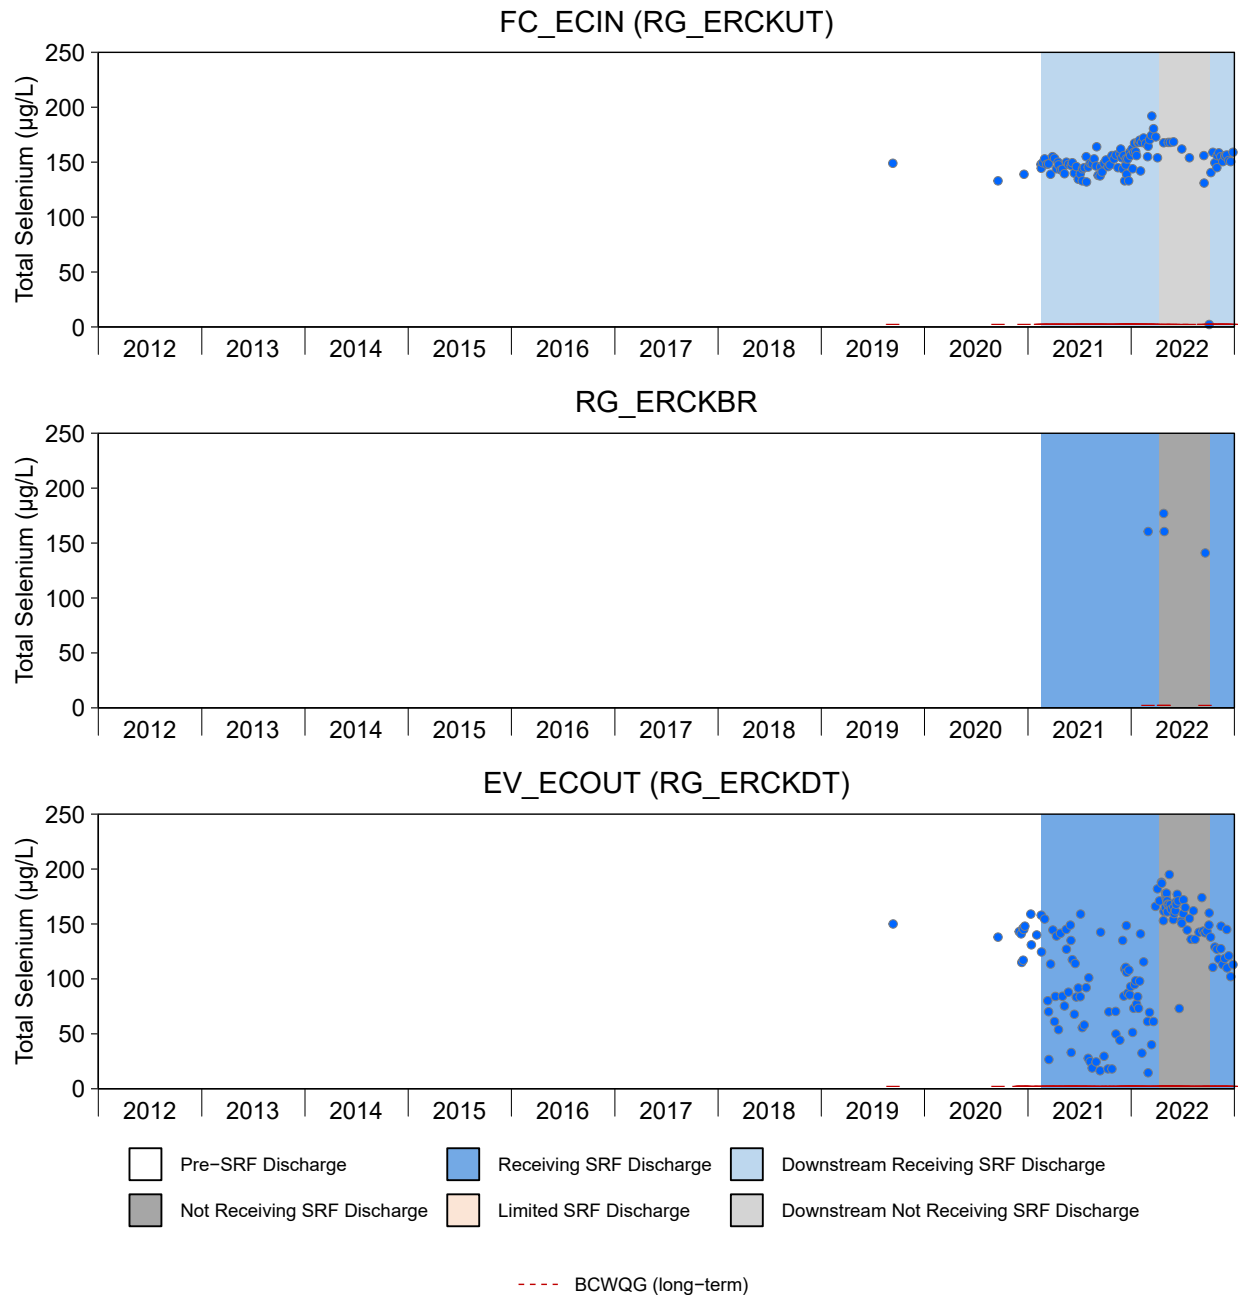 FC_ECIN (RG_ERCKUT)
Total Selenium (µg/L)
250
200
150
100
50
0
2012 2013 2014 2015 2016 2017 2018 2019 2020 2021 2022
RG_ERCKBR
Total Selenium (µg/L)
250
200
150
100
50
0
2012 2013 2014 2015 2016 2017 2018 2019 2020 2021 2022
EV_ECOUT (RG_ERCKDT)
Total Selenium (µg/L)
250
200
150
100
50
0
2012 2013 2014 2015 2016 2017 2018 2019 2020 2021 2022
Pre−SRF Discharge Receiving SRF Discharge Downstream Receiving SRF Discharge
Not Receiving SRF Discharge Limited SRF Discharge Downstream Not Receiving SRF Discharge
BCWQG (long−term)